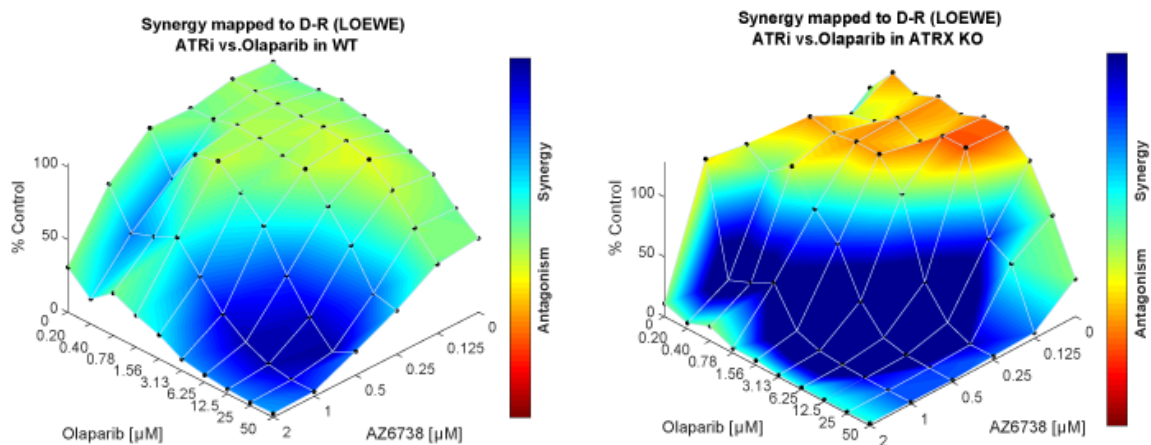 Synergy mapped to D-R (LOEWE)
ATRi vs.Olaparib in WT
100
50
0
% Control
0
0.20
0.40
0.78
1.56
3.13
6.25
12.5
25
50
Olaparib [µM]
2
1
0.5
0.25
0.125
0
AZ6738 [µM]
Synergy
Antagonism
Synergy mapped to D-R (LOEWE)
ATRi vs.Olaparib in ATRX KO
100
50
0
% Control
0
0.20
0.40
0.78
1.56
3.13
6.25
12.5
25
50
Olaparib [µM]
2
1
0.5
0.25
0.125
0
AZ6738 [µM]
Synergy
Antagonism